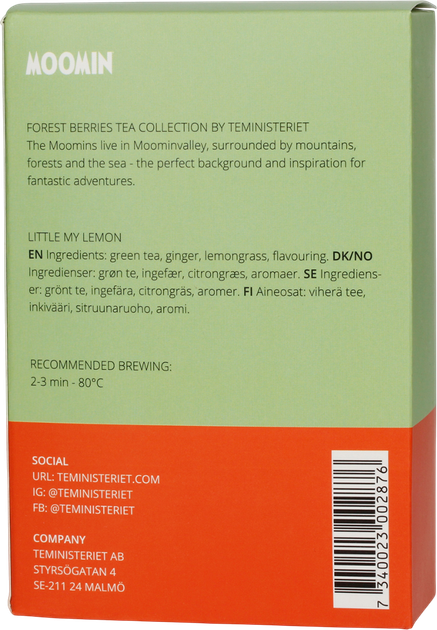 MOOMIN
FOREST BERRIES TEA COLLECTION BY TEMINISTERIET
The Moomins live in Moominvalley, surrounded by mountains,
forests and the sea - the perfect background and inspiration for
fantastic adventures.
LITTLE MY LEMON
EN Ingredients: green tea, ginger, lemongrass, flavouring. DK/NO
Ingredienser: grøn te, ingefær, citrongræs, aromaer. SE Ingrediens-
er: grönt te, ingefära, citrongräs, aromer. FI Aineosat: viherä tee,
inkivääri, sitruunaruoho, aromi.
RECOMMENDED BREWING:
2-3 min - 80°C
SOCIAL
URL: TEMINISTERIET.COM
IG: @TEMINISTERIET
FB: @TEMINISTERIET
COMPANY
TEMINISTERIET AB
STYRSÖGATAN 4
SE-211 24 MALMÖ
7 340023 002876